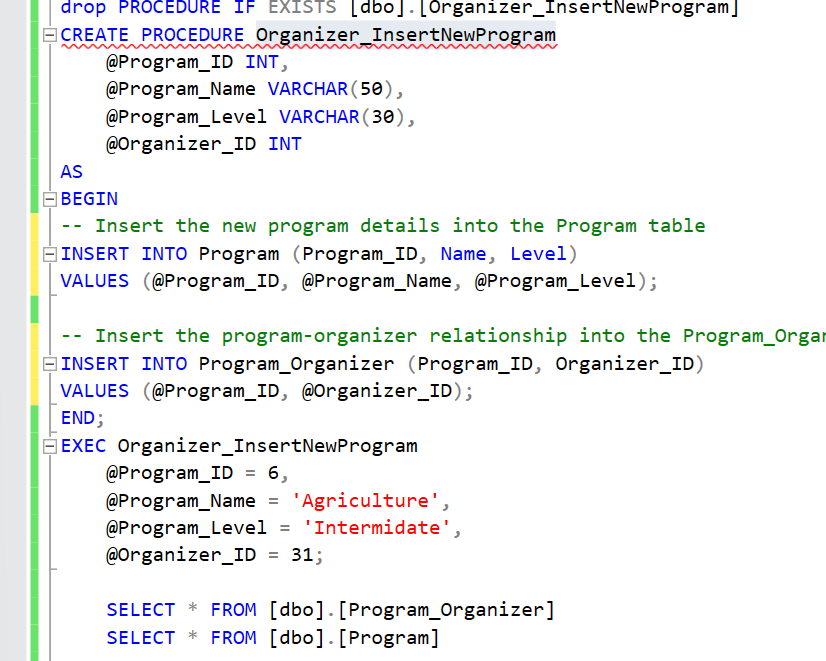 drop PROCEDURE IF EXISTS [dbo].[Organizer_InsertNewProgram]
CREATE PROCEDURE Organizer_InsertNewProgram
@Program_ID INT,
@Program_Name VARCHAR(50),
@Program_Level VARCHAR(30),
@Organizer_ID INT
AS
BEGIN
-- Insert the new program details into the Program table
INSERT INTO Program (Program_ID, Name, Level)
VALUES (@Program_ID, @Program_Name, @Program_Level);
-- Insert the program-organizer relationship into the Program_Organ
INSERT INTO Program_Organizer (Program_ID, Organizer_ID)
VALUES (@Program_ID, @Organizer_ID);
END;
EXEC Organizer_InsertNewProgram
@Program_ID = 6,
@Program_Name = 'Agriculture',
@Program_Level = 'Intermidate',
@Organizer_ID = 31;
SELECT * FROM [dbo].[Program_Organizer]
SELECT * FROM [dbo].[Program]